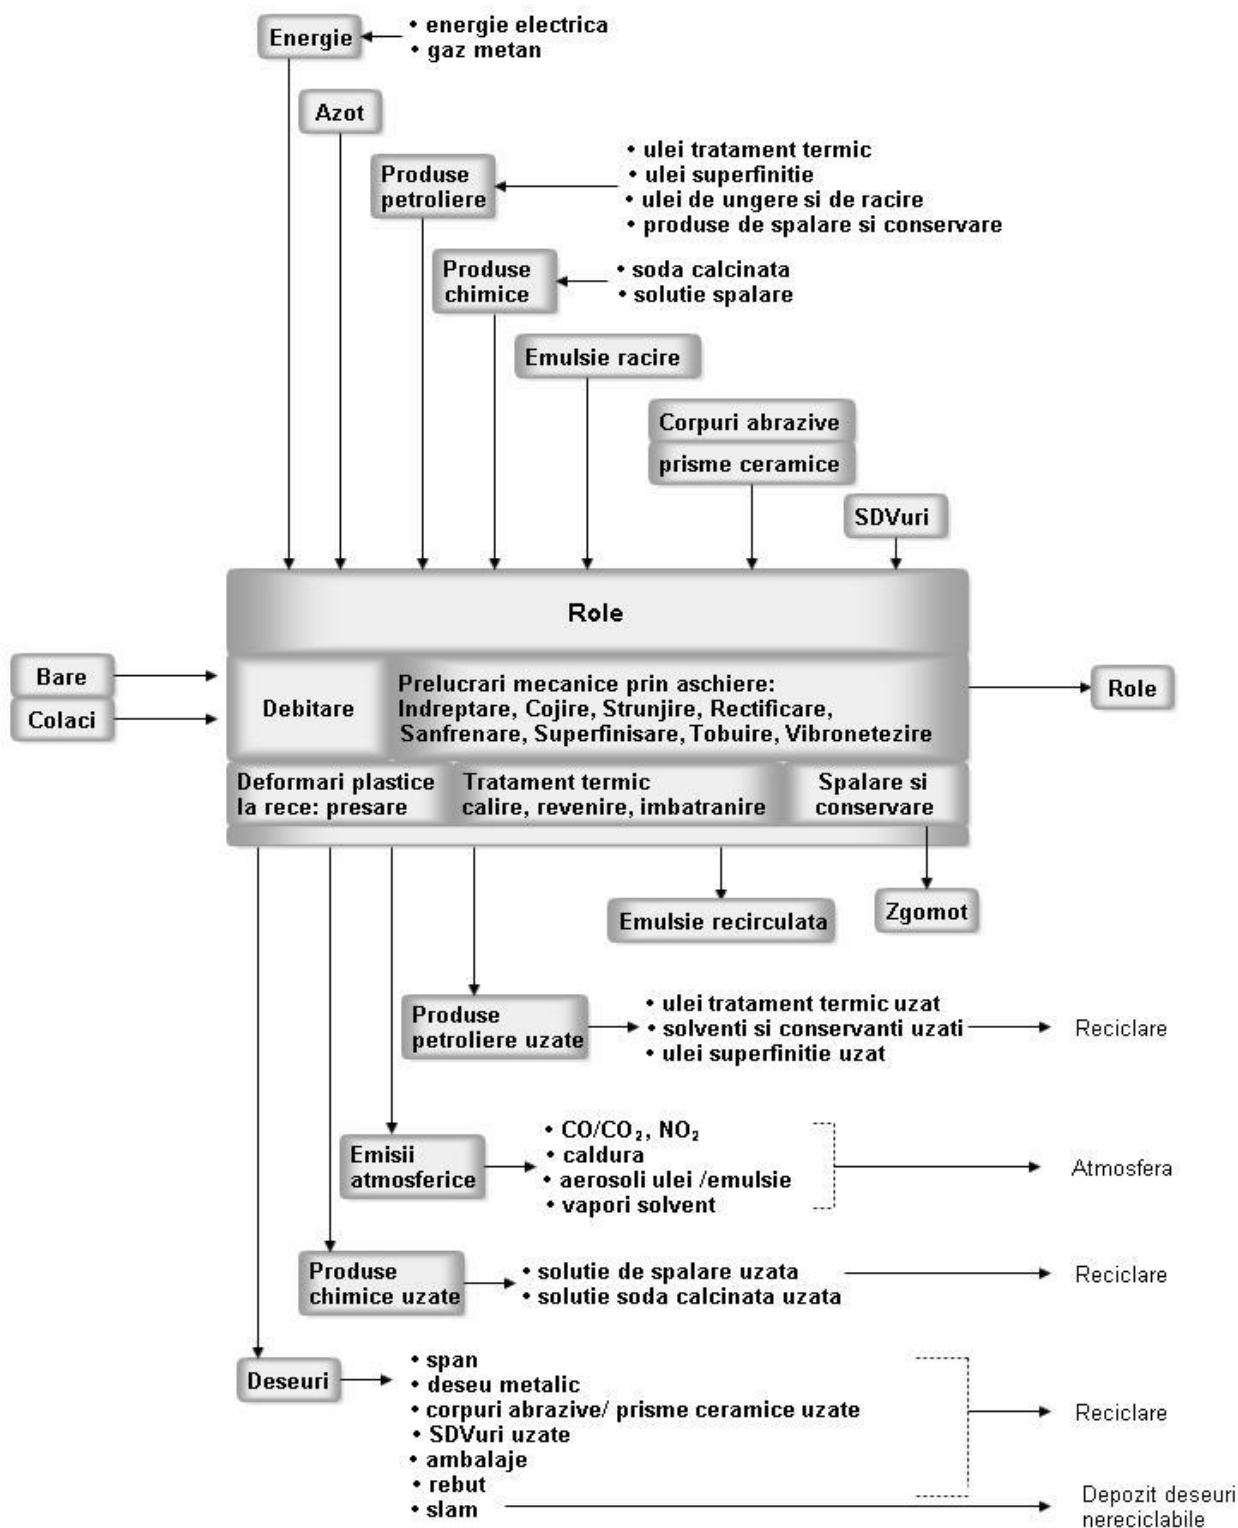 Energie
• energie electrica
• gaz metan
Azot
Produse
petroliere
• ulei tratament termic
• ulei superfinitie
• ulei de ungere si de racire
• produse de spalare si conservare
Produse
chimice
• soda calcinata
• solutie spalare
Emulsie racire
Corpuri abrazive
prisme ceramice
SDVuri
Role
Bare
Colaci
Debitare
Prelucrari mecanice prin aschiere:
Indreptare, Cojire, Strunjire, Rectificare,
Sanfrenare, Superfinisare, Tobuire, Vibronetezire
Role
Deformari plastice
la rece: presare
Tratament termic
calire, revenire, imbatranire
Spalare si
conservare
Emulsie recirculata
Zgomot
Produse
petroliere uzate
• ulei tratament termic uzat
• solventi si conservanti uzati
• ulei superfinitie uzat
Reciclare
Emisii
atmosferice
• CO/CO₂, NO₂
• caldura
• aerosoli ulei /emulsie
• vapori solvent
Atmosfera
Produse
chimice uzate
• solutie de spalare uzata
• solutie soda calcinata uzata
Reciclare
Deseuri
• span
• deseu metalic
• corpuri abrazive/ prisme ceramice uzate
• SDVuri uzate
• ambalaje
• rebut
• slam
Reciclare
Depozit deseuri
nereciclabile